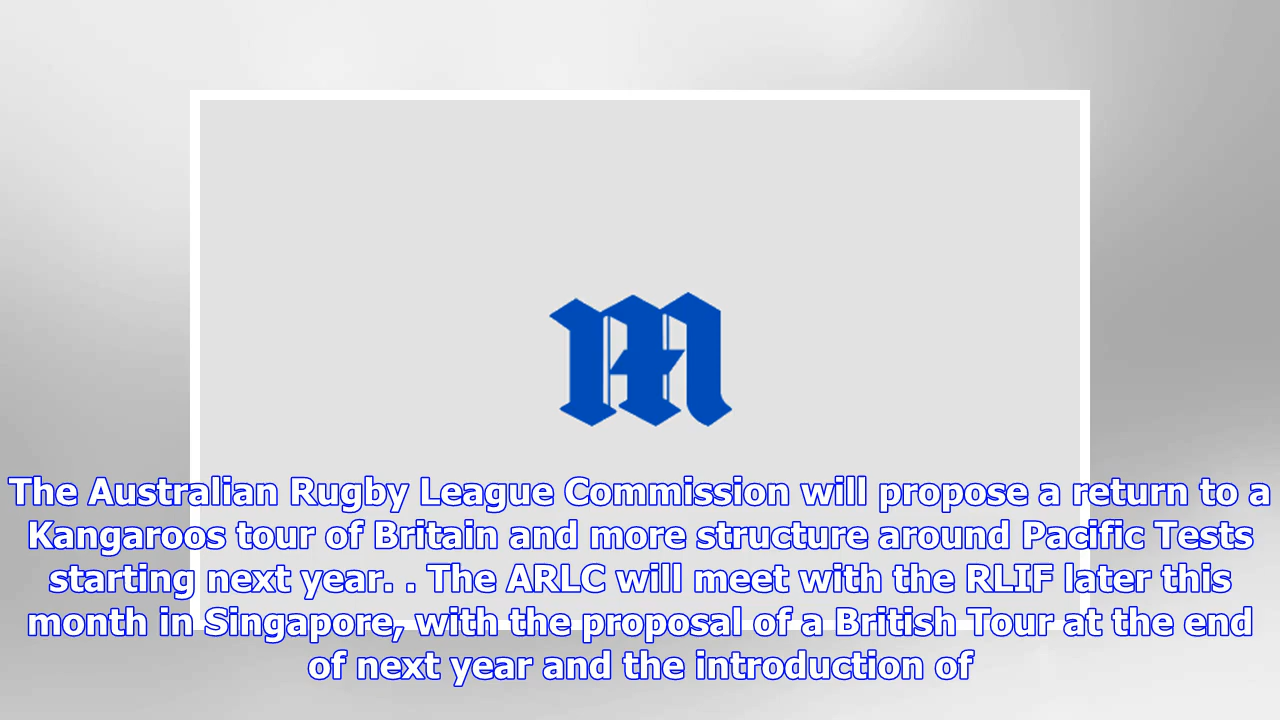 m
The Australian Rugby League Commission will propose a return to a
Kangaroos tour of Britain and more structure around Pacific Tests
starting next year. . The ARLC will meet with the RLIF later this
month in Singapore, with the proposal of a British Tour at the end
of next year and the introduction of